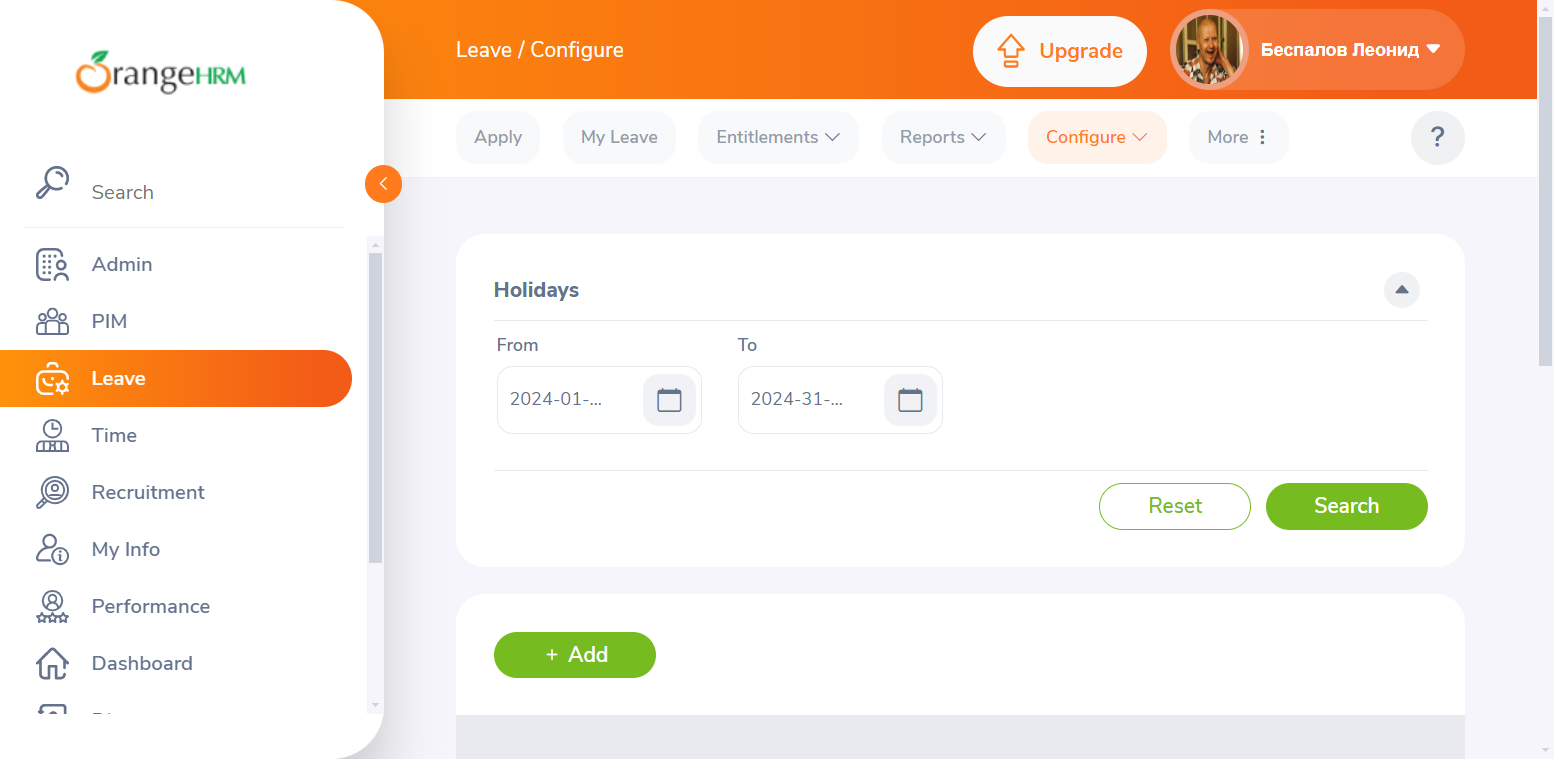 OrangeHRM
Leave / Configure
Upgrade
Беспалов Леонид
Apply
My Leave
Entitlements
Reports
Configure
More
?
Search
Admin
PIM
Leave
Time
Recruitment
My Info
Performance
Dashboard
Holidays
From
To
2024-01-...
2024-31-...
Reset
Search
+ Add